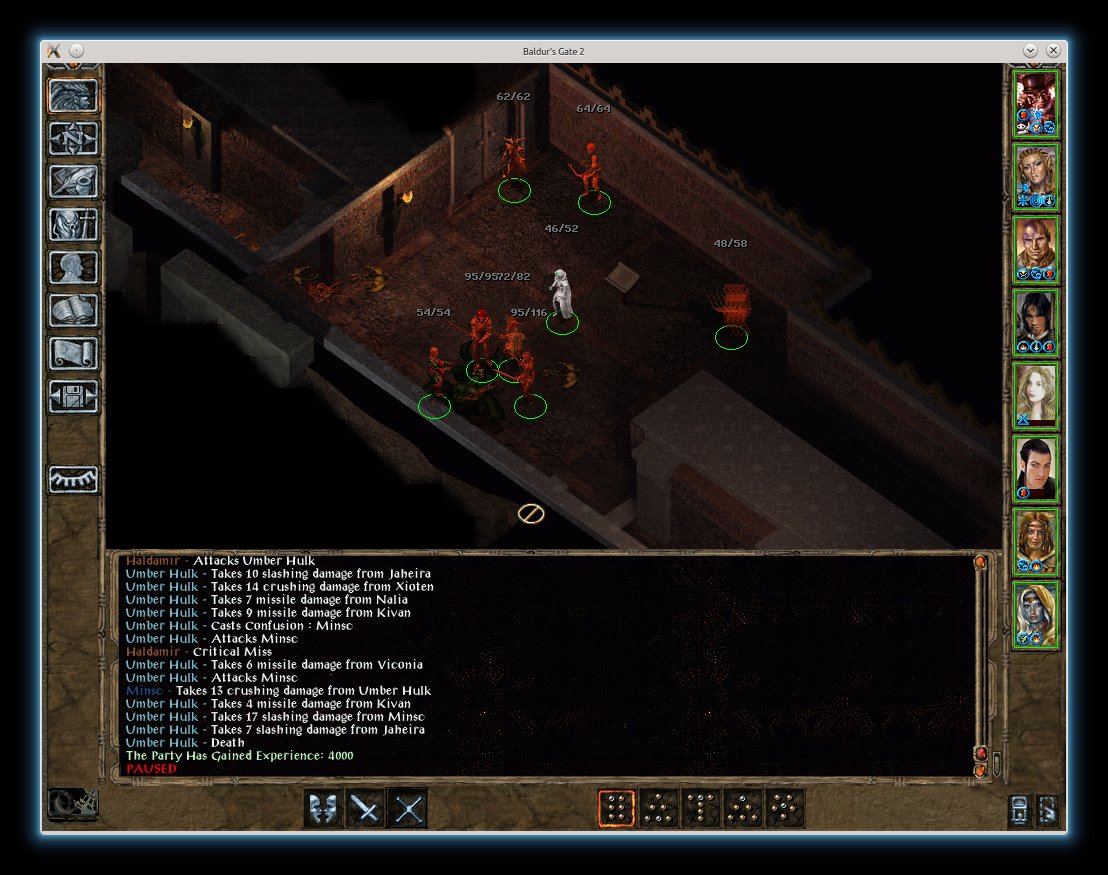 Baldur's Gate 2
62/62
64/64
46/52
48/58
95/9572/82
54/54
95/116
Haldamir - Attacks Umber Hulk
Umber Hulk - Takes 10 slashing damage from Jaheira
Umber Hulk - Takes 14 crushing damage from Xioten
Umber Hulk - Takes 7 missile damage from Nalia
Umber Hulk - Takes 9 missile damage from Kivan
Umber Hulk - Casts Confusion : Minsc
Umber Hulk - Attacks Minsc
Haldamir - Critical Miss
Umber Hulk - Takes 6 missile damage from Viconia
Umber Hulk - Attacks Minsc
Minsc - Takes 13 crushing damage from Umber Hulk
Umber Hulk - Takes 4 missile damage from Kivan
Umber Hulk - Takes 17 slashing damage from Minsc
Umber Hulk - Takes 7 slashing damage from Jaheira
Umber Hulk - Death
The Party Has Gained Experience: 4000
PAUSED